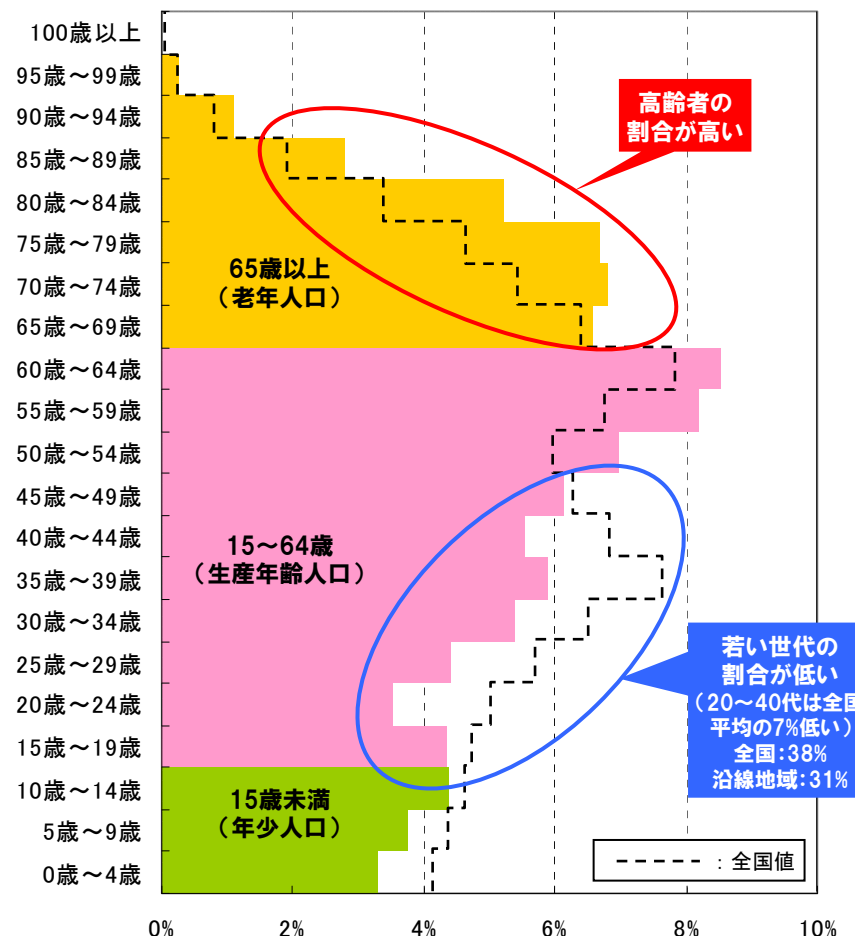 100歳以上
95歳～99歳
90歳～94歳
85歳～89歳
80歳～84歳
75歳～79歳
70歳～74歳
65歳～69歳
60歳～64歳
55歳～59歳
50歳～54歳
45歳～49歳
40歳～44歳
35歳～39歳
30歳～34歳
25歳～29歳
20歳～24歳
15歳～19歳
10歳～14歳
5歳～9歳
0歳～4歳
高齢者の
割合が高い
65歳以上
（老年人口）
15～64歳
（生産年齢人口）
若い世代の
割合が低い
（20～40代は全国
平均の7%低い）
全国：38%
沿線地域：31%
15歳未満
（年少人口）
：全国値
0%
2%
4%
6%
8%
10%